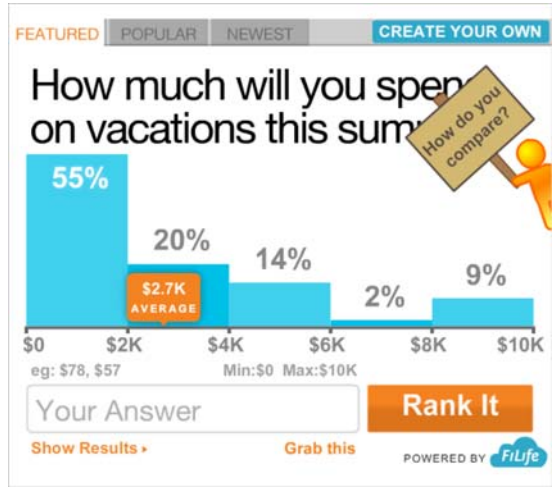 FEATURED POPULAR NEWEST CREATE YOUR OWN
How much will you spen
on vacations this sum
How do you
compare?
55%
20%
14%
2%
9%
$2.7K
AVERAGE
$0 $2K $4K $6K $8K $10K
eg: $78, $57 Min:$0 Max:$10K
Your Answer Rank It
Show Results Grab this POWERED BY FiLife